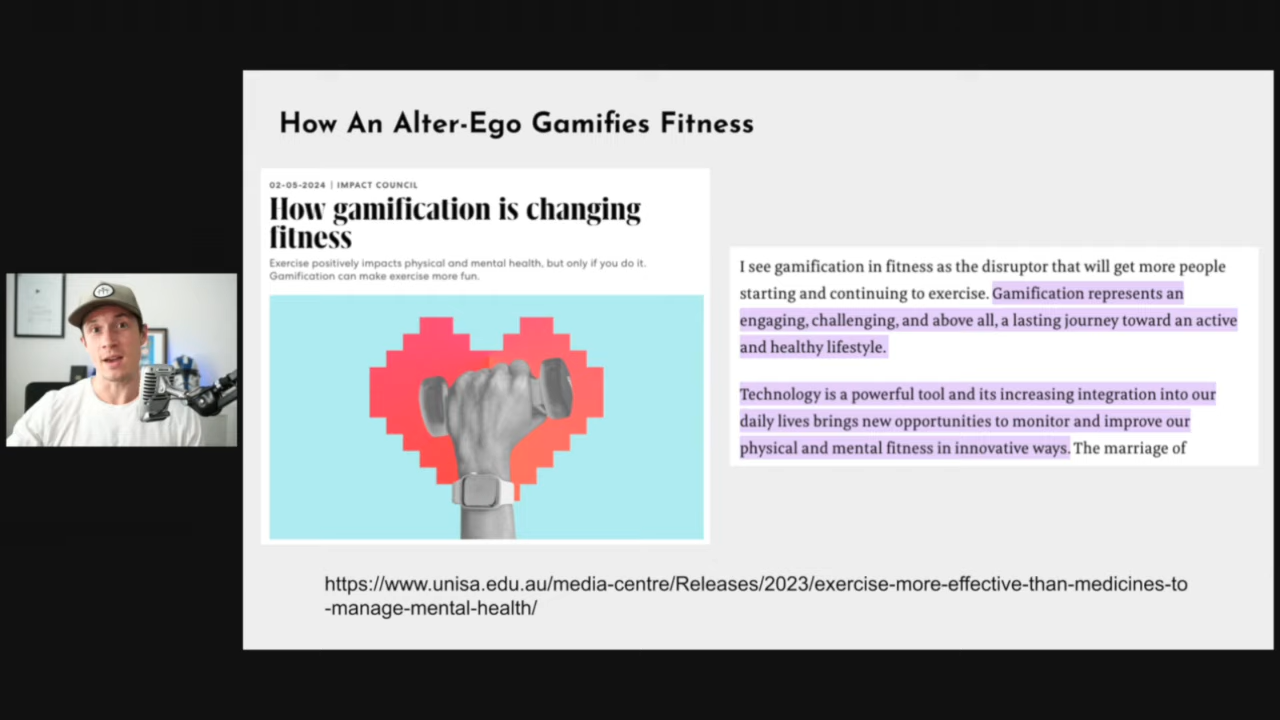 How An Alter-Ego Gamifies Fitness
02-05-2024 | IMPACT COUNCIL
How gamification is changing
fitness
Exercise positively impacts physical and mental health, but only if you do it.
Gamification can make exercise more fun.
I see gamification in fitness as the disruptor that will get more people
starting and continuing to exercise. Gamification represents an
engaging, challenging, and above all, a lasting journey toward an active
and healthy lifestyle.
Technology is a powerful tool and its increasing integration into our
daily lives brings new opportunities to monitor and improve our
physical and mental fitness in innovative ways. The marriage of
https://www.unisa.edu.au/media-centre/Releases/2023/exercise-more-effective-than-medicines-to
-manage-mental-health/